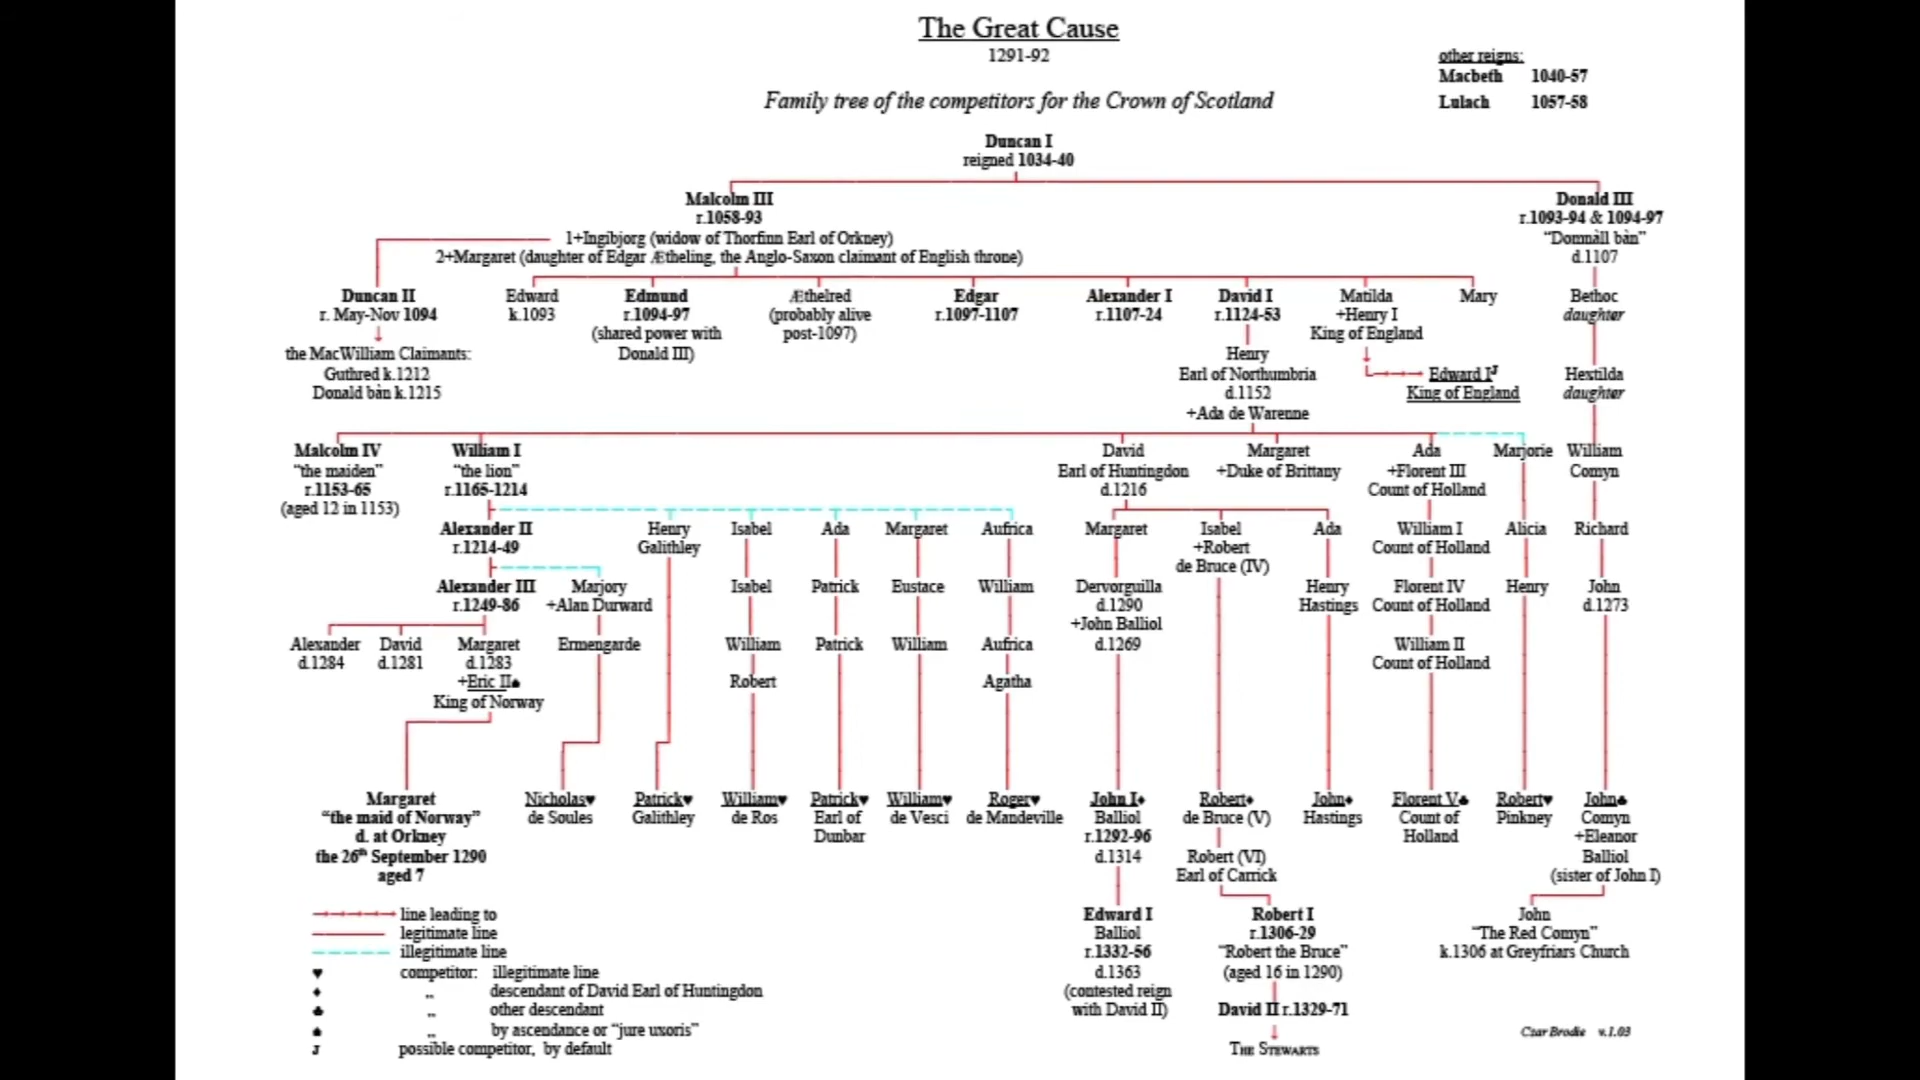 The Great Cause
1291-92
Family tree of the competitors for the Crown of Scotland
other reigns:
Macbeth 1040-57
Lulach 1057-58
Duncan I
reigned 1034-40
Malcolm III
r.1058-93
1+Ingibjorg (widow of Thorfinn Earl of Orkney)
2+Margaret (daughter of Edgar Ætheling, the Anglo-Saxon claimant of English throne)
Donald III
r.1093-94 & 1094-97
“Domnàll bàn”
d.1107
Duncan II
r. May-Nov 1094
the MacWilliam Claimants:
Guthred k.1212
Donald bàn k.1215
Edward
k.1093
Edmund
r.1094-97
(shared power with
Donald III)
Æthelred
(probably alive
post-1097)
Edgar
r.1097-1107
Alexander I
r.1107-24
David I
r.1124-53
Henry
Earl of Northumbria
d.1152
+Ada de Warenne
Matilda
+Henry I
King of England
Edward I J
King of England
Mary
Bethoc
daughter
Hextilda
daughter
Malcolm IV
“the maiden”
r.1153-65
(aged 12 in 1153)
William I
“the lion”
r.1165-1214
David
Earl of Huntingdon
d.1216
Margaret
+Duke of Brittany
Ada
+Florent III
Count of Holland
Marjorie
William
Comyn
Alexander II
r.1214-49
Henry
Galithley
Isabel
Ada
Margaret
Aufrica
Margaret
Isabel
+Robert
de Bruce (IV)
Ada
William I
Count of Holland
Alicia
Richard
Alexander III
r.1249-86
Marjory
+Alan Durward
Isabel
Patrick
Eustace
William
Dervorguilla
d.1290
+John Balliol
d.1269
Henry
Hastings
Florent IV
Count of Holland
Henry
John
d.1273
Alexander
d.1284
David
d.1281
Margaret
d.1283
+Eric II♠
King of Norway
Ermengarde
William
Robert
Patrick
William
Aufrica
Agatha
William II
Count of Holland
Margaret
“the maid of Norway”
d. at Orkney
the 26th September 1290
aged 7
Nicholas♥
de Soules
Patrick♥
Galithley
William♥
de Ros
Patrick♥
Earl of
Dunbar
William♥
de Vesci
Roger♥
de Mandeville
John I♦
Balliol
r.1292-96
d.1314
Robert♦
de Bruce (V)
John♦
Hastings
Florent V♣
Count of
Holland
Robert♥
Pinkney
John♣
Comyn
+Eleanor
Balliol
(sister of John I)
Robert (VI)
Earl of Carrick
Edward I
Balliol
r.1332-56
d.1363
(contested reign
with David II)
Robert I
r.1306-29
“Robert the Bruce”
(aged 16 in 1290)
David II r.1329-71
THE STEWARTS
John
“The Red Comyn”
k.1306 at Greyfriars Church
line leading to
legitimate line
illegitimate line
♥ competitor: illegitimate line
♦ „ descendant of David Earl of Huntingdon
♣ „ other descendant
♠ „ by ascendance or “jure uxoris”
J possible competitor, by default
Czar Brodie v.1.03